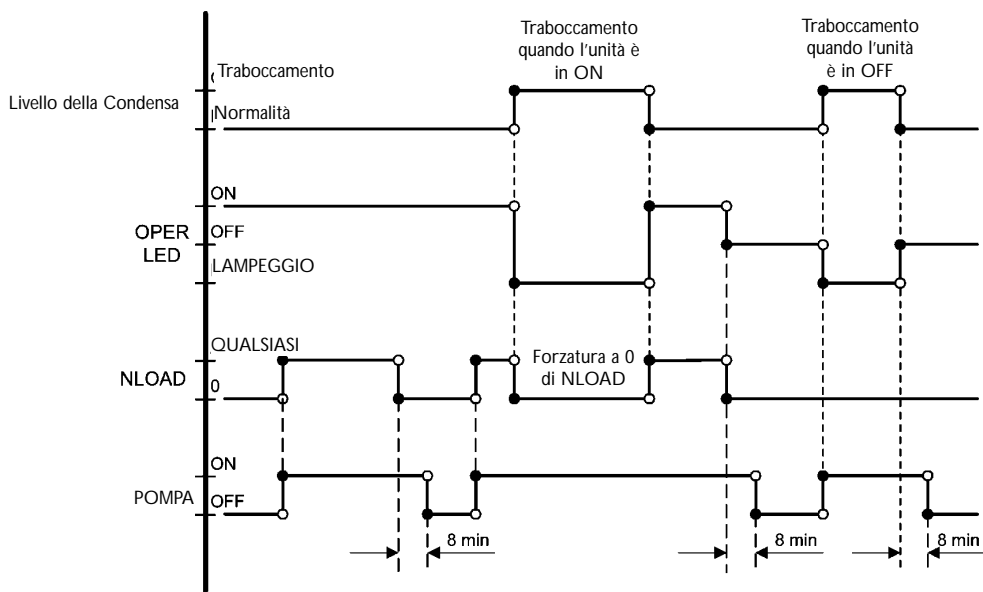 Traboccamento
quando l'unità è
in ON
Traboccamento
quando l'unità
è in OFF
Traboccamento
Livello della Condensa
Normalità
ON
OPER
LED
OFF
LAMPEGGIO
QUALSIASI
NLOAD
0
Forzatura a 0
di NLOAD
ON
POMPA
OFF
8 min
8 min
8 min